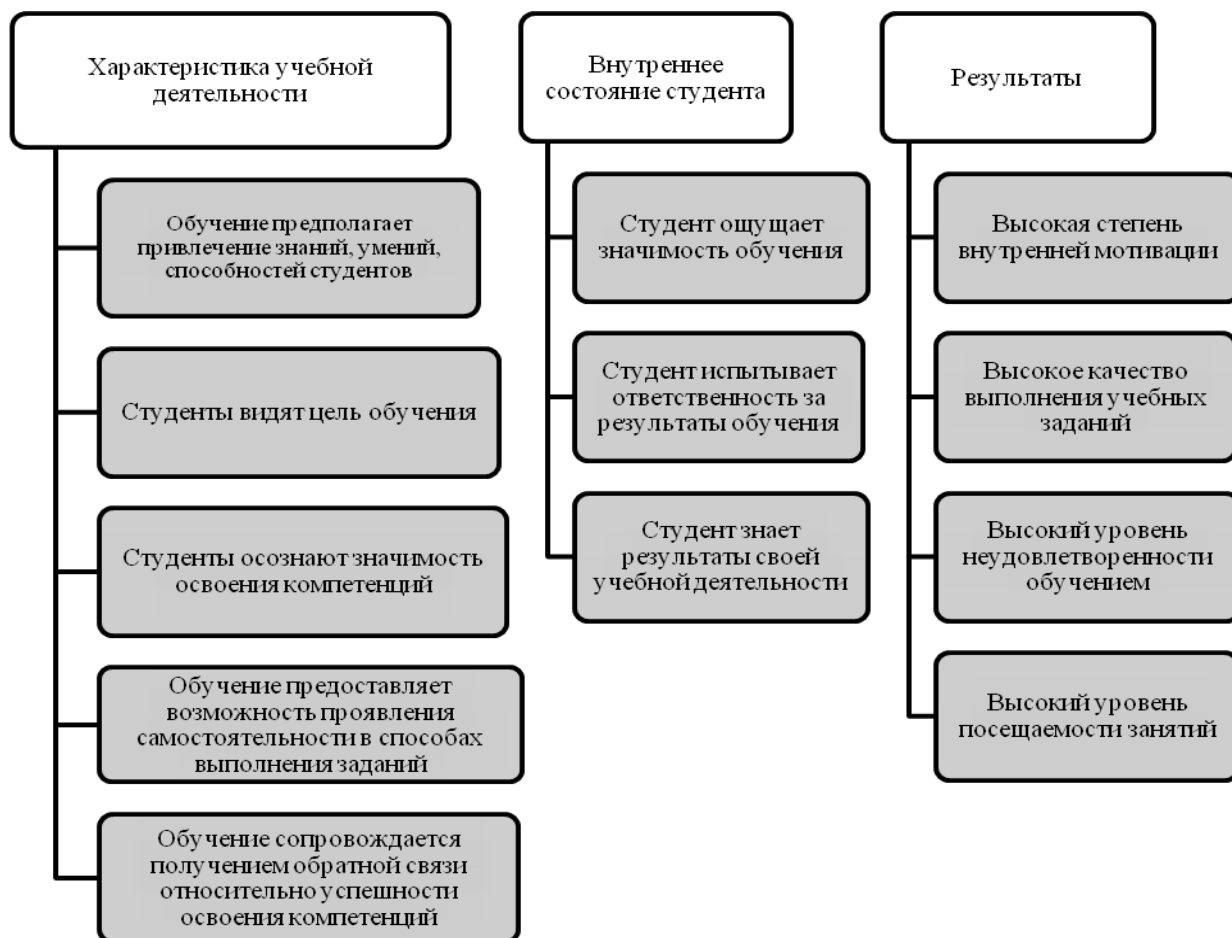 Характеристика учебной
деятельности
Обучение предполагает
привлечение знаний, умений,
способностей студентов
Студенты видят цель обучения
Студенты осознают значимость
освоения компетенций
Обучение предоставляет
возможность проявления
самостоятельности в способах
выполнения заданий
Обучение сопровождается
получением обратной связи
относительно успешности
освоения компетенций
Внутреннее
состояние студента
Студент ощущает
значимость обучения
Студент испытывает
ответственность за
результаты обучения
Студент знает
результаты своей
учебной деятельности
Результаты
Высокая степень
внутренней мотивации
Высокое качество
выполнения учебных
заданий
Высокий уровень
неудовлетворенности
обучением
Высокий уровень
посещаемости занятий